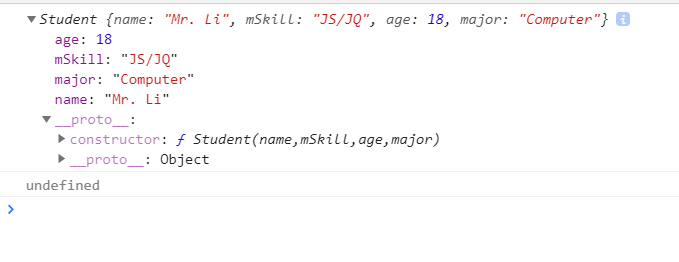 Student {name: "Mr. Li", mSkill: "JS/JQ", age: 18, major: "Computer"} i
age: 18
mSkill: "JS/JQ"
major: "Computer"
name: "Mr. Li"
__proto__:
constructor: ƒ Student(name,mSkill,age,major)
__proto__: Object
undefined